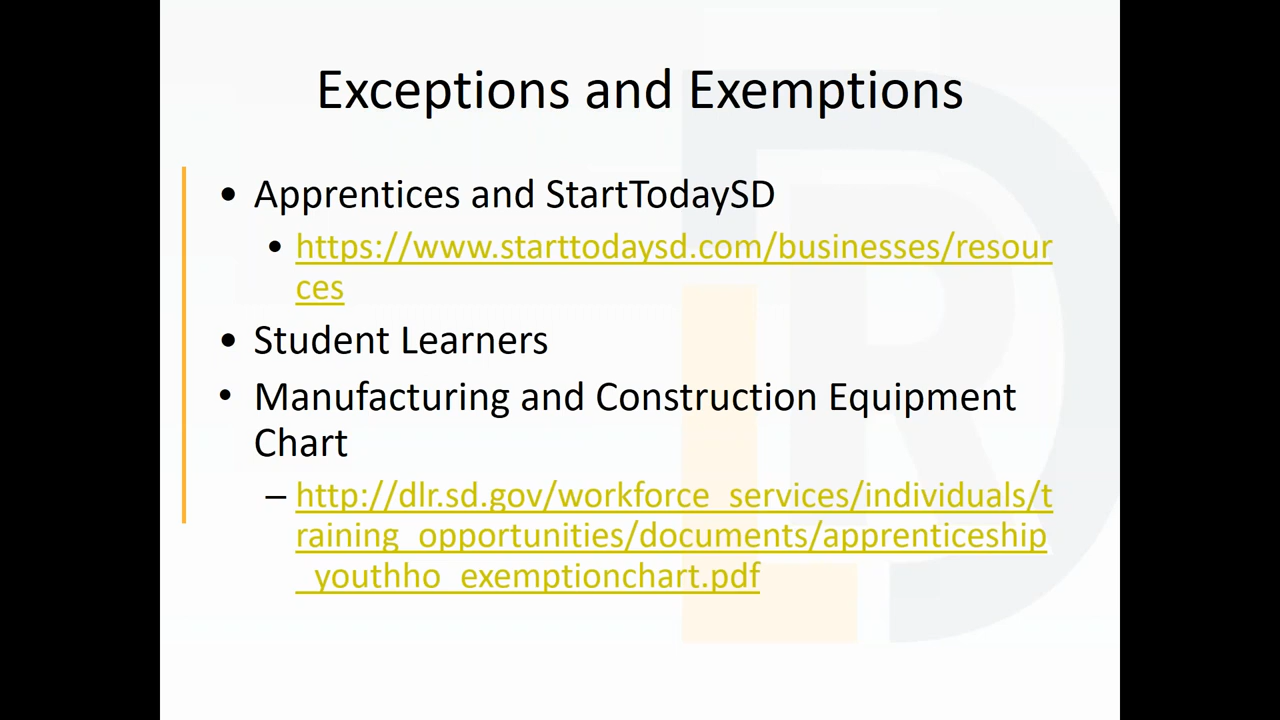 Exceptions and Exemptions
• Apprentices and StartTodaySD
• https://www.starttodaysd.com/businesses/resour
ces
• Student Learners
• Manufacturing and Construction Equipment
Chart
– http://dlr.sd.gov/workforce_services/individuals/t
raining_opportunities/documents/apprenticeship
_youthho_exemptionchart.pdf